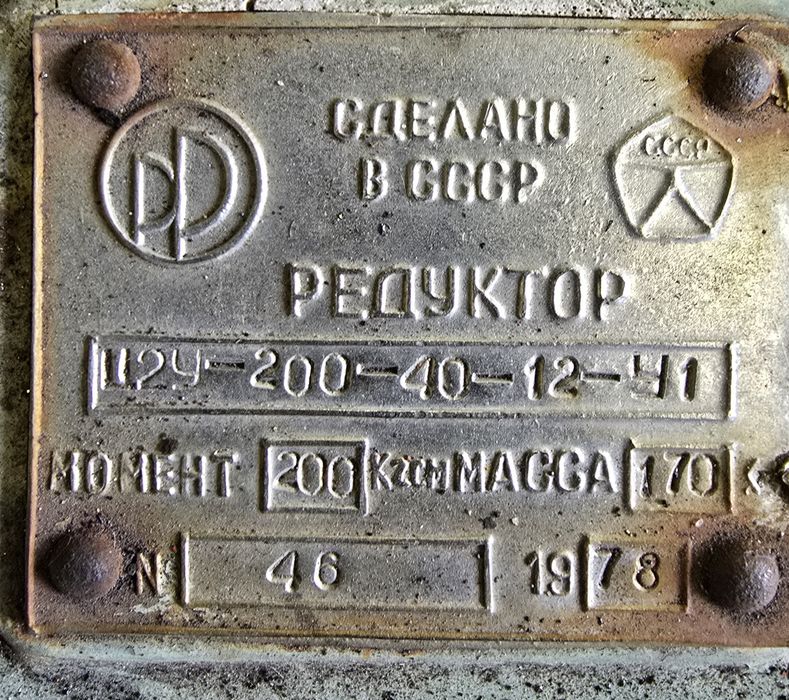 СДЕЛАНО
В СССР
СССР
РЕДУКТОР
Ц2У-200-40-12-У1
МОМЕНТ 200 КгсМ МАССА 170
N 46 1978